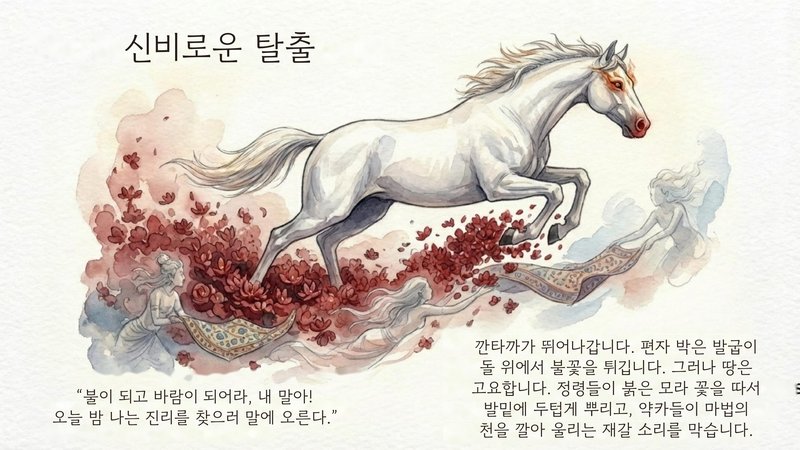 신비로운 탈출
“불이 되고 바람이 되어라, 내 말아!
오늘 밤 나는 진리를 찾으러 말에 오른다.”
깐타까가 뛰어나갑니다. 편자 박은 발굽이
돌 위에서 불꽃을 튀깁니다. 그러나 땅은
고요합니다. 정령들이 붉은 모라 꽃을 따서
발밑에 두텁게 뿌리고, 약카들이 마법의
천을 깔아 울리는 재갈 소리를 막습니다.